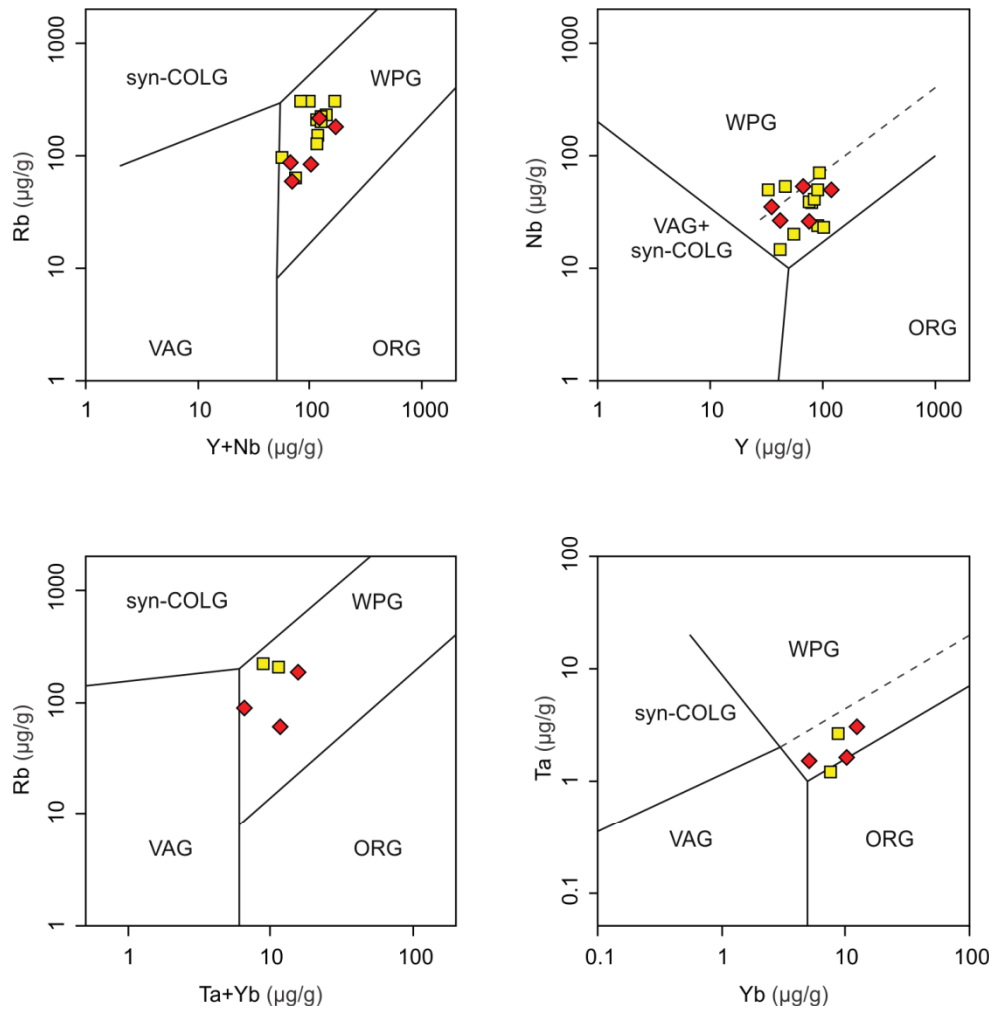 1000
100
10
1
Rb (µg/g)
syn-COLG
WPG
VAG
ORG
1
10
100
1000
Y+Nb (µg/g)
1000
100
10
1
Nb (µg/g)
WPG
VAG+
syn-COLG
ORG
1
10
100
1000
Y (µg/g)
1000
100
10
1
Rb (µg/g)
syn-COLG
WPG
VAG
ORG
1
10
100
Ta+Yb (µg/g)
100
10
1
0.1
Ta (µg/g)
WPG
syn-COLG
VAG
ORG
0.1
1
10
100
Yb (µg/g)